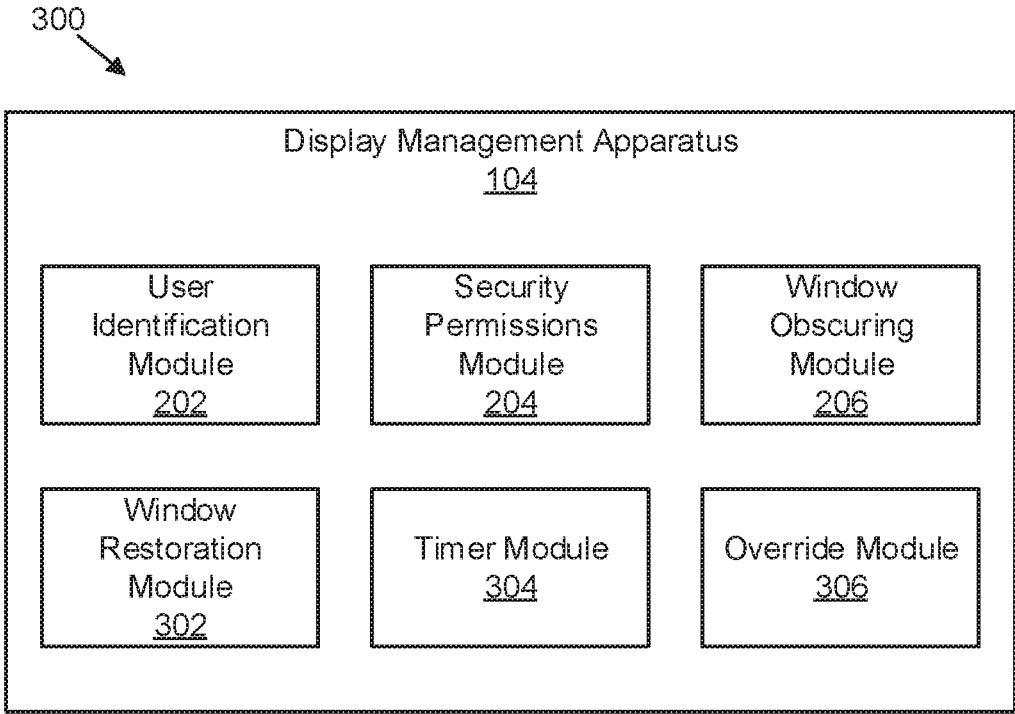 300
Display Management Apparatus
104
User
Identification
Module
202
Security
Permissions
Module
204
Window
Obscuring
Module
206
Window
Restoration
Module
302
Timer Module
304
Override Module
306